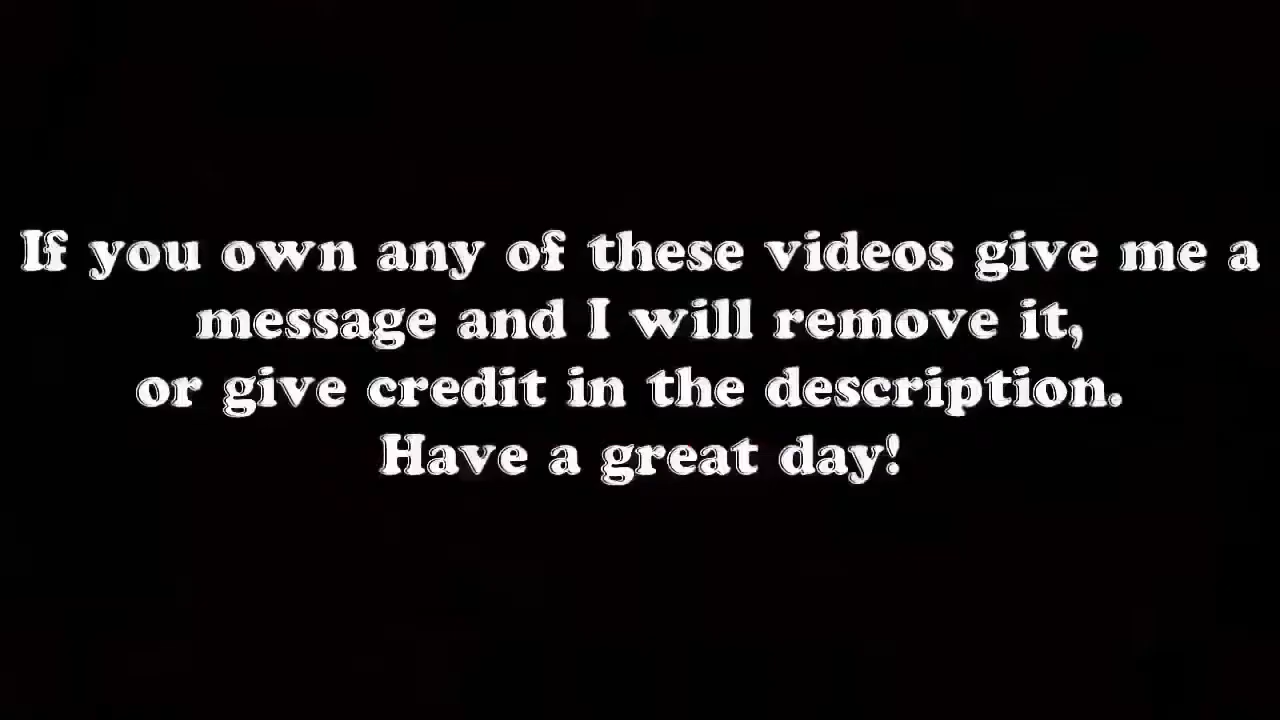 If you own any of these videos give me a
message and I will remove it,
or give credit in the description.
Have a great day!